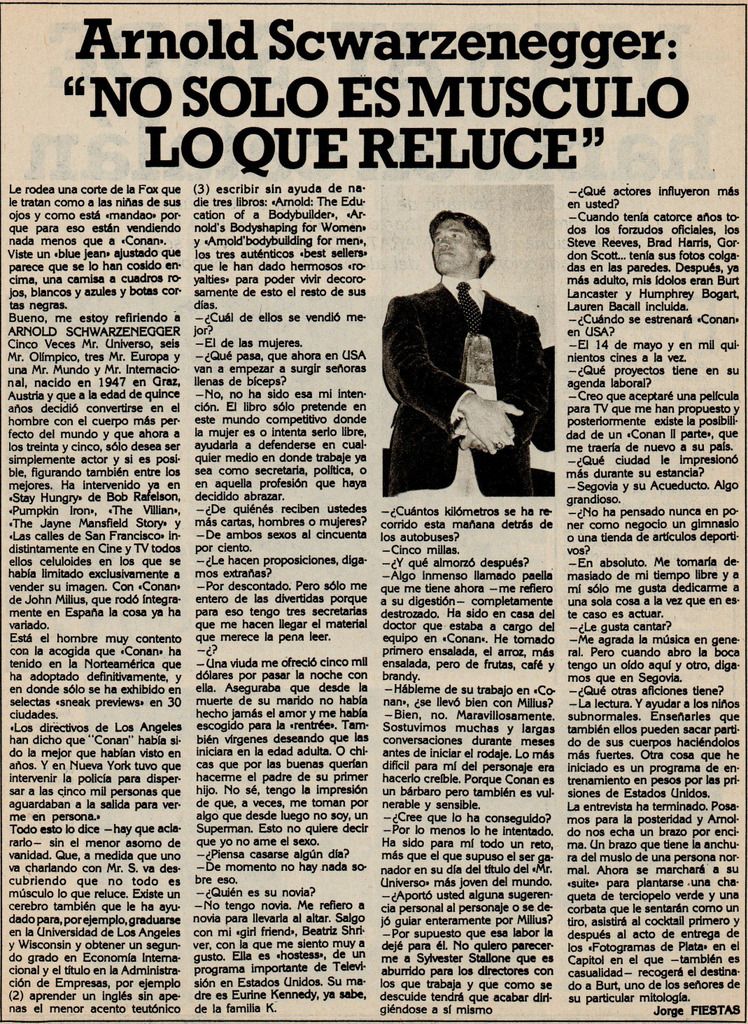 Arnold Scwarzenegger:
“NO SOLO ES MUSCULO
LO QUE RELUCE”
Le rodea una corte de la Fox que
le tratan como a las niñas de sus
ojos y como está «mandao» por-
que para eso están vendiendo
nada menos que a «Conan».
Viste un «blue jean» ajustado que
parece que se lo han cosido en-
cima, una camisa a cuadros ro-
jos, blancos y azules y botas cor-
tas negras.
Bueno, me estoy refiriendo a
ARNOLD SCHWARZENEGGER
Cinco Veces Mr. Universo, seis
Mr. Olímpico, tres Mr. Europa y
una Mr. Mundo y Mr. Internacio-
nal, nacido en 1947 en Graz,
Austria y que a la edad de quince
años decidió convertirse en el
hombre con el cuerpo más per-
fecto del mundo y que ahora a
los treinta y cinco, sólo desea ser
simplemente actor y si es posi-
ble, figurando también entre los
mejores. Ha intervenido ya en
«Stay Hungry» de Bob Rafelson,
«Pumpkin Iron», «The Villian»,
«The Jayne Mansfield Story» y
«Las calles de San Francisco» in-
distintamente en Cine y TV todos
ellos celuloides en los que se
había limitado exclusivamente a
vender su imagen. Con «Conan»
de John Milius, que rodó íntegra-
mente en España la cosa ya ha
variado.
Está el hombre muy contento
con la acogida que «Conan» ha
tenido en la Norteamérica que
ha adoptado definitivamente, y
en donde sólo se ha exhibido en
selectas «sneak previews» en 30
ciudades.
«Los directivos de Los Angeles
han dicho que "Conan" había si-
do la mejor que habían visto en
años. Y en Nueva York tuvo que
intervenir la policía para disper-
sar a las cinco mil personas que
aguardaban a la salida para ver-
me en persona.»
Todo esto lo dice —hay que acla-
rarlo— sin el menor asomo de
vanidad. Que, a medida que uno
va charlando con Mr. S. va des-
cubriendo que no todo es
músculo lo que reluce. Existe un
cerebro también que le ha ayu-
dado para, por ejemplo, graduarse
en la Universidad de Los Angeles
y Wisconsin y obtener un segun-
do grado en Economía Interna-
cional y el título en la Administra-
ción de Empresas, por ejemplo
(2) aprender un inglés sin ape-
nas el menor acento teutónico
(3) escribir sin ayuda de na-
die tres libros: «Arnold: The Edu-
cation of a Bodybuilder», «Ar-
nold's Bodyshaping for Women»
y «Arnold'bodybuilding for men»,
los tres auténticos «best sellers»
que le han dado hermosos «ro-
yalties» para poder vivir decoro-
samente de esto el resto de sus
días.
—¿Cuál de ellos se vendió me-
jor?
—El de las mujeres.
—¿Qué pasa, que ahora en USA
van a empezar a surgir señoras
llenas de bíceps?
—No, no ha sido esa mi inten-
ción. El libro sólo pretende en
este mundo competitivo donde
la mujer es o intenta serlo libre,
ayudarla a defenderse en cual-
quier medio en donde trabaje ya
sea como secretaria, política, o
en aquella profesión que haya
decidido abrazar.
—¿De quiénés reciben ustedes
más cartas, hombres o mujeres?
—De ambos sexos al cincuenta
por ciento.
—¿Le hacen proposiciones, diga-
mos extrañas?
—Por descontado. Pero sólo me
entero de las divertidas porque
para eso tengo tres secretarias
que me hacen llegar el material
que merece la pena leer.
—¿?
—Una viuda me ofreció cinco mil
dólares por pasar la noche con
ella. Aseguraba que desde la
muerte de su marido no había
hecho jamás el amor y me había
escogido para la «rentrée». Tam-
bién vírgenes deseando que las
iniciara en la edad adulta. O chi-
cas que por las buenas querían
hacerme el padre de su primer
hijo. No sé, tengo la impresión
de que, a veces, me toman por
algo que desde luego no soy, un
Superman. Esto no quiere decir
que yo no ame el sexo.
—¿Piensa casarse algún día?
—De momento no hay nada so-
bre eso.
—¿Quién es su novia?
—No tengo novia. Me refiero a
novia para llevarla al altar. Salgo
con mi «girl friend», Beatriz Shri-
ver, con la que me siento muy a
gusto. Ella es «hostess», de un
programa importante de Televi-
sión en Estados Unidos. Su ma-
dre es Eurine Kennedy, ya sabe,
de la familia K.
—¿Cuántos kilómetros se ha re-
corrido esta mañana detrás de
los autobuses?
—Cinco millas.
—¿Y qué almorzó después?
—Algo inmenso llamado paella
que me tiene ahora —me refiero
a su digestión— completamente
destrozado. Ha sido en casa del
doctor que estaba a cargo del
equipo en «Conan». He tomado
primero ensalada, el arroz, más
ensalada, pero de frutas, café y
brandy.
—Hábleme de su trabajo en «Co-
nan», ¿se llevó bien con Milius?
—Bien, no. Maravillosamente.
Sostuvimos muchas y largas
conversaciones durante meses
antes de iniciar el rodaje. Lo más
difícil para mí del personaje era
hacerlo creíble. Porque Conan es
un bárbaro pero también es vul-
nerable y sensible.
—¿Cree que lo ha conseguido?
—Por lo menos lo he intentado.
Ha sido para mí todo un reto,
más que el que supuso el ser ga-
nador en su día del título del «Mr.
Universo» más joven del mundo.
—¿Aportó usted alguna sugeren-
cia personal al personaje o se de-
jó guiar enteramente por Milius?
—Por supuesto que esa labor la
dejé para él. No quiero parecer-
me a Sylvester Stallone que es
aburrido para los directores con
los que trabaja y que como se
descuide tendrá que acabar diri-
giéndose a sí mismo
—¿Qué actores influyeron más
en usted?
—Cuando tenía catorce años to-
dos los forzudos oficiales, los
Steve Reeves, Brad Harris, Gor-
don Scott... tenía sus fotos colga-
das en las paredes. Después, ya
más adulto, mis ídolos eran Burt
Lancaster y Humphrey Bogart,
Lauren Bacall incluida.
—¿Cuándo se estrenará «Conan»
en USA?
—El 14 de mayo y en mil qui-
nientos cines a la vez.
—¿Qué proyectos tiene en su
agenda laboral?
—Creo que aceptaré una película
para TV que me han propuesto y
posteriormente existe la posibili-
dad de un «Conan II parte», que
me traería de nuevo a su país.
—¿Qué ciudad le impresionó
más durante su estancia?
—Segovia y su Acueducto. Algo
grandioso.
—¿No ha pensado nunca en po-
ner como negocio un gimnasio
o una tienda de artículos deporti-
vos?
—En absoluto. Me tomaría de-
masiado de mi tiempo libre y a
mí sólo me gusta dedicarme a
una sola cosa a la vez que en es-
te caso es actuar.
—¿Le gusta cantar?
—Me agrada la música en gene-
ral. Pero cuando abro la boca
tengo un oído aquí y otro, diga-
mos que en Segovia.
—¿Qué otras aficiones tiene?
—La lectura. Y ayudar a los niños
subnormales. Enseñarles que
también ellos pueden sacar parti-
do de sus cuerpos haciéndolos
más fuertes. Otra cosa que he
iniciado es un programa de en-
trenamiento en pesos por las pri-
siones de Estados Unidos.
La entrevista ha terminado. Posa-
mos para la posteridad y Arnol-
do nos echa un brazo por enci-
ma. Un brazo que tiene la anchu-
ra del muslo de una persona nor-
mal. Ahora se marchará a su
«suite» para plantarse una cha-
queta de terciopelo verde y una
corbata que le sentarán como un
tiro, asistirá al cocktail primero y
después al acto de entrega de
los «Fotogramas de Plata» en el
Capitol en el que —también es
casualidad— recogerá el destina-
do a Burt, uno de los señores de
su particular mitología.
Jorge FIESTAS